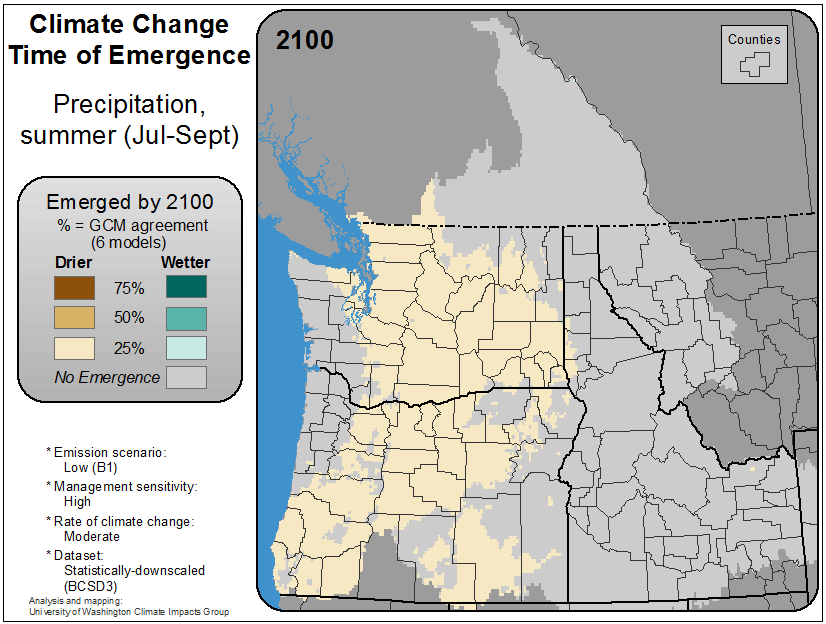 Climate Change
Time of Emergence
Precipitation,
summer (Jul-Sept)
Emerged by 2100
% = GCM agreement
(6 models)
Drier Wetter
75%
50%
25%
No Emergence
* Emission scenario:
Low (B1)
* Management sensitivity:
High
* Rate of climate change:
Moderate
* Dataset:
Statistically-downscaled
(BCSD3)
Analysis and mapping:
University of Washington Climate Impacts Group
2100
Counties